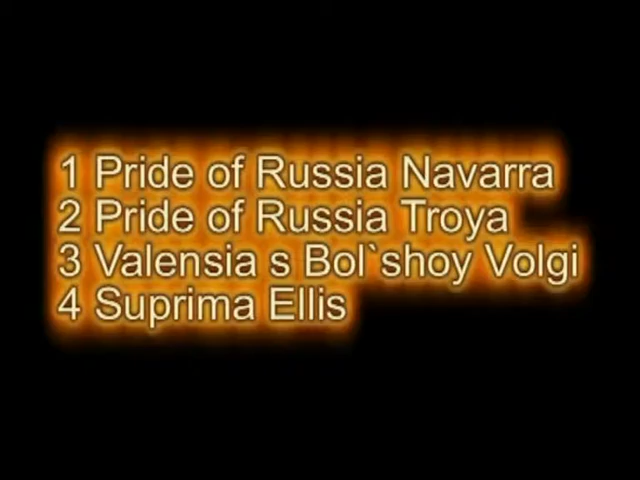 1 Pride of Russia Navarra
2 Pride of Russia Troya
3 Valensia s Bol`shoy Volgi
4 Suprima Ellis